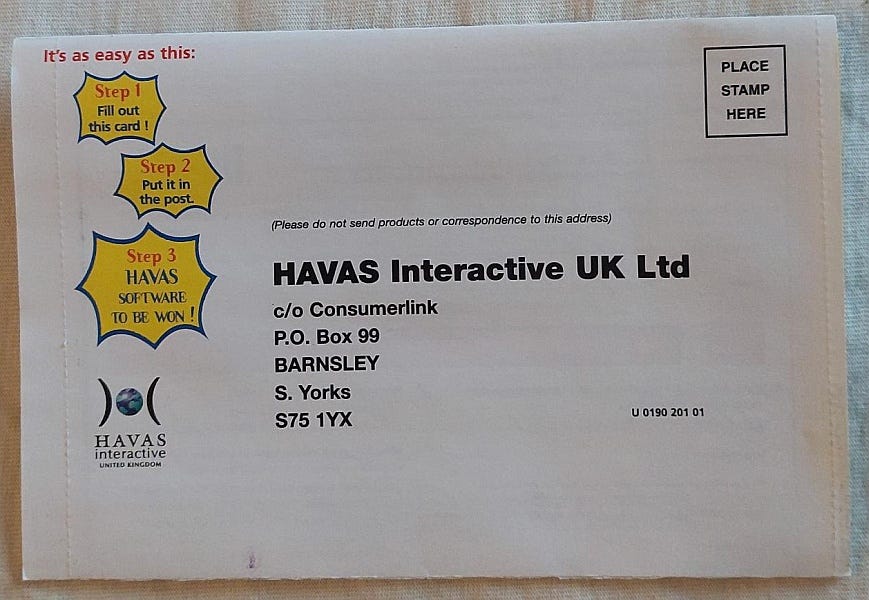 It's as easy as this:
Step 1
Fill out
this card !
Step 2
Put it in
the post.
Step 3
HAVAS
SOFTWARE
TO BE WON !
HAVAS
interactive
UNITED KINGDOM
PLACE
STAMP
HERE
(Please do not send products or correspondence to this address)
HAVAS Interactive UK Ltd
c/o Consumerlink
P.O. Box 99
BARNSLEY
S. Yorks
S75 1YX
U 0190 201 01